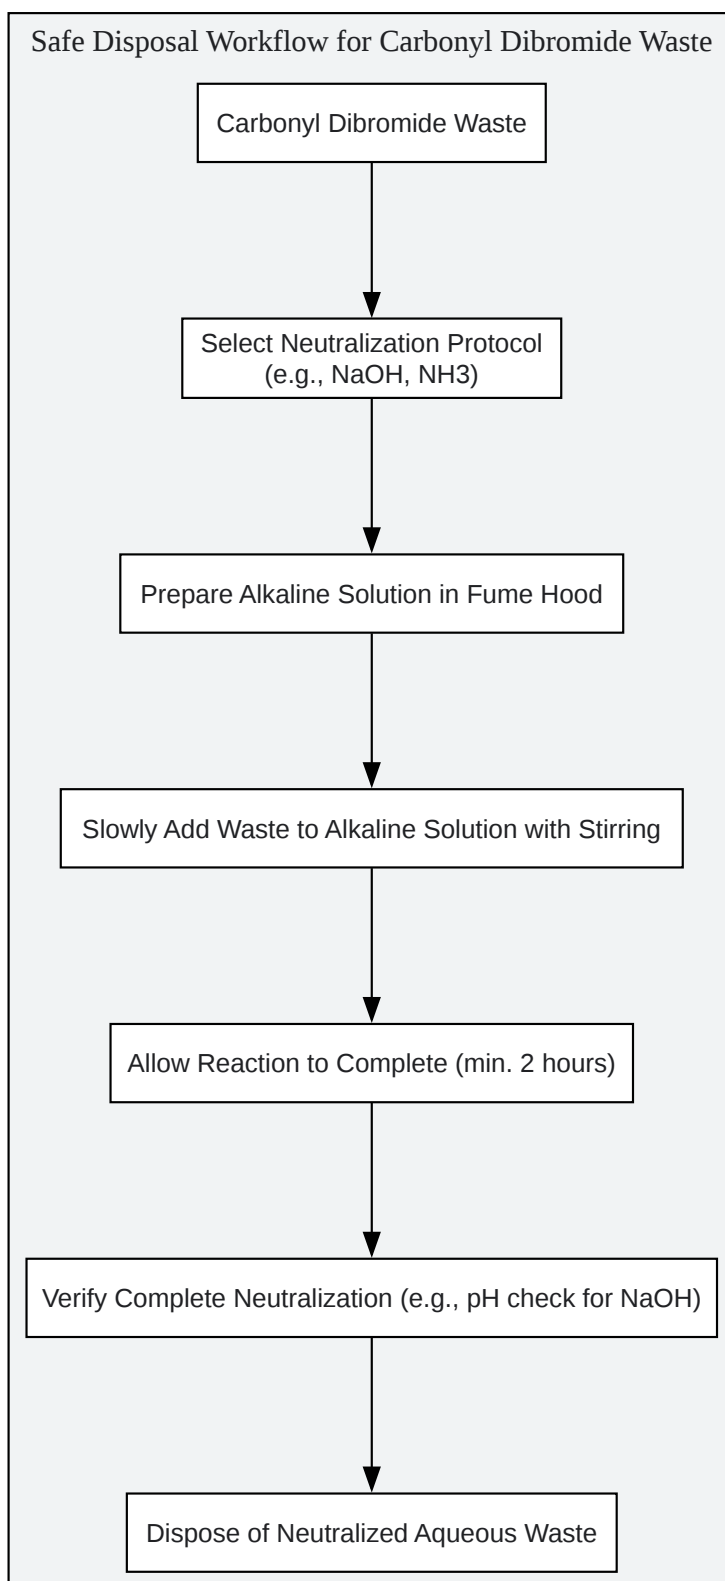 Safe Disposal Workflow for Carbonyl Dibromide Waste
Carbonyl Dibromide Waste
Select Neutralization Protocol
(e.g., NaOH, NH3)
Prepare Alkaline Solution in Fume Hood
Slowly Add Waste to Alkaline Solution with Stirring
Allow Reaction to Complete (min. 2 hours)
Verify Complete Neutralization (e.g., pH check for NaOH)
Dispose of Neutralized Aqueous Waste